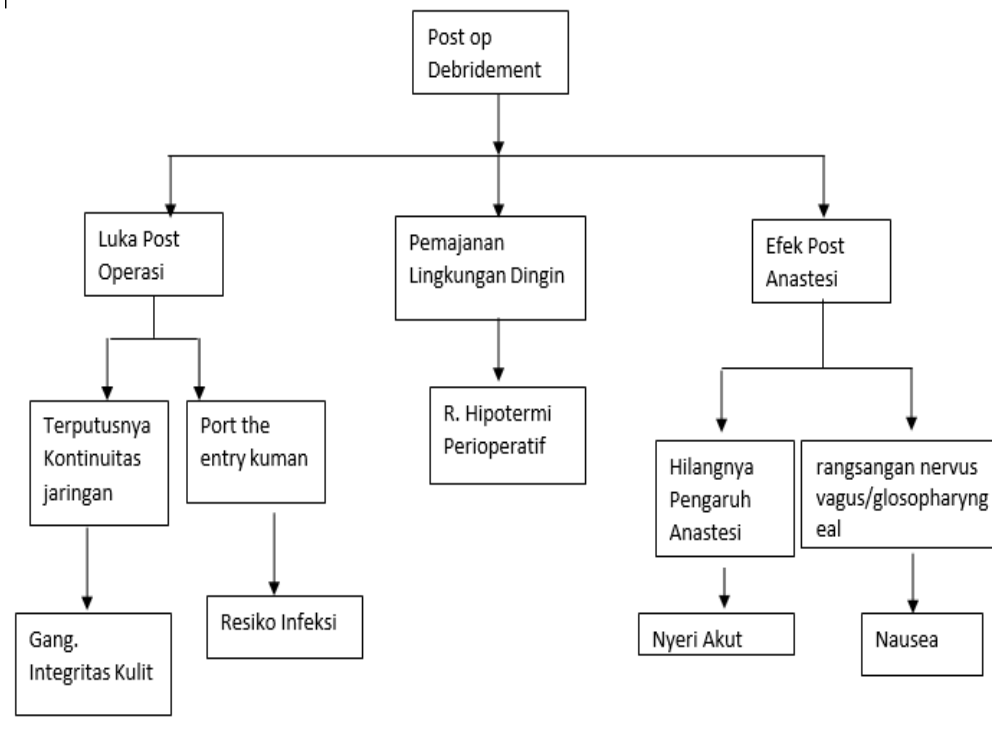 Post op
Debridement
Luka Post
Operasi
Pemajanan
Lingkungan Dingin
Efek Post
Anastesi
Terputusnya
Kontinuitas
jaringan
Port the
entry kuman
R. Hipotermi
Perioperatif
Hilangnya
Pengaruh
Anastesi
rangsangan nervus
vagus/glosopharyng
eal
Gang.
Integritas Kulit
Resiko Infeksi
Nyeri Akut
Nausea